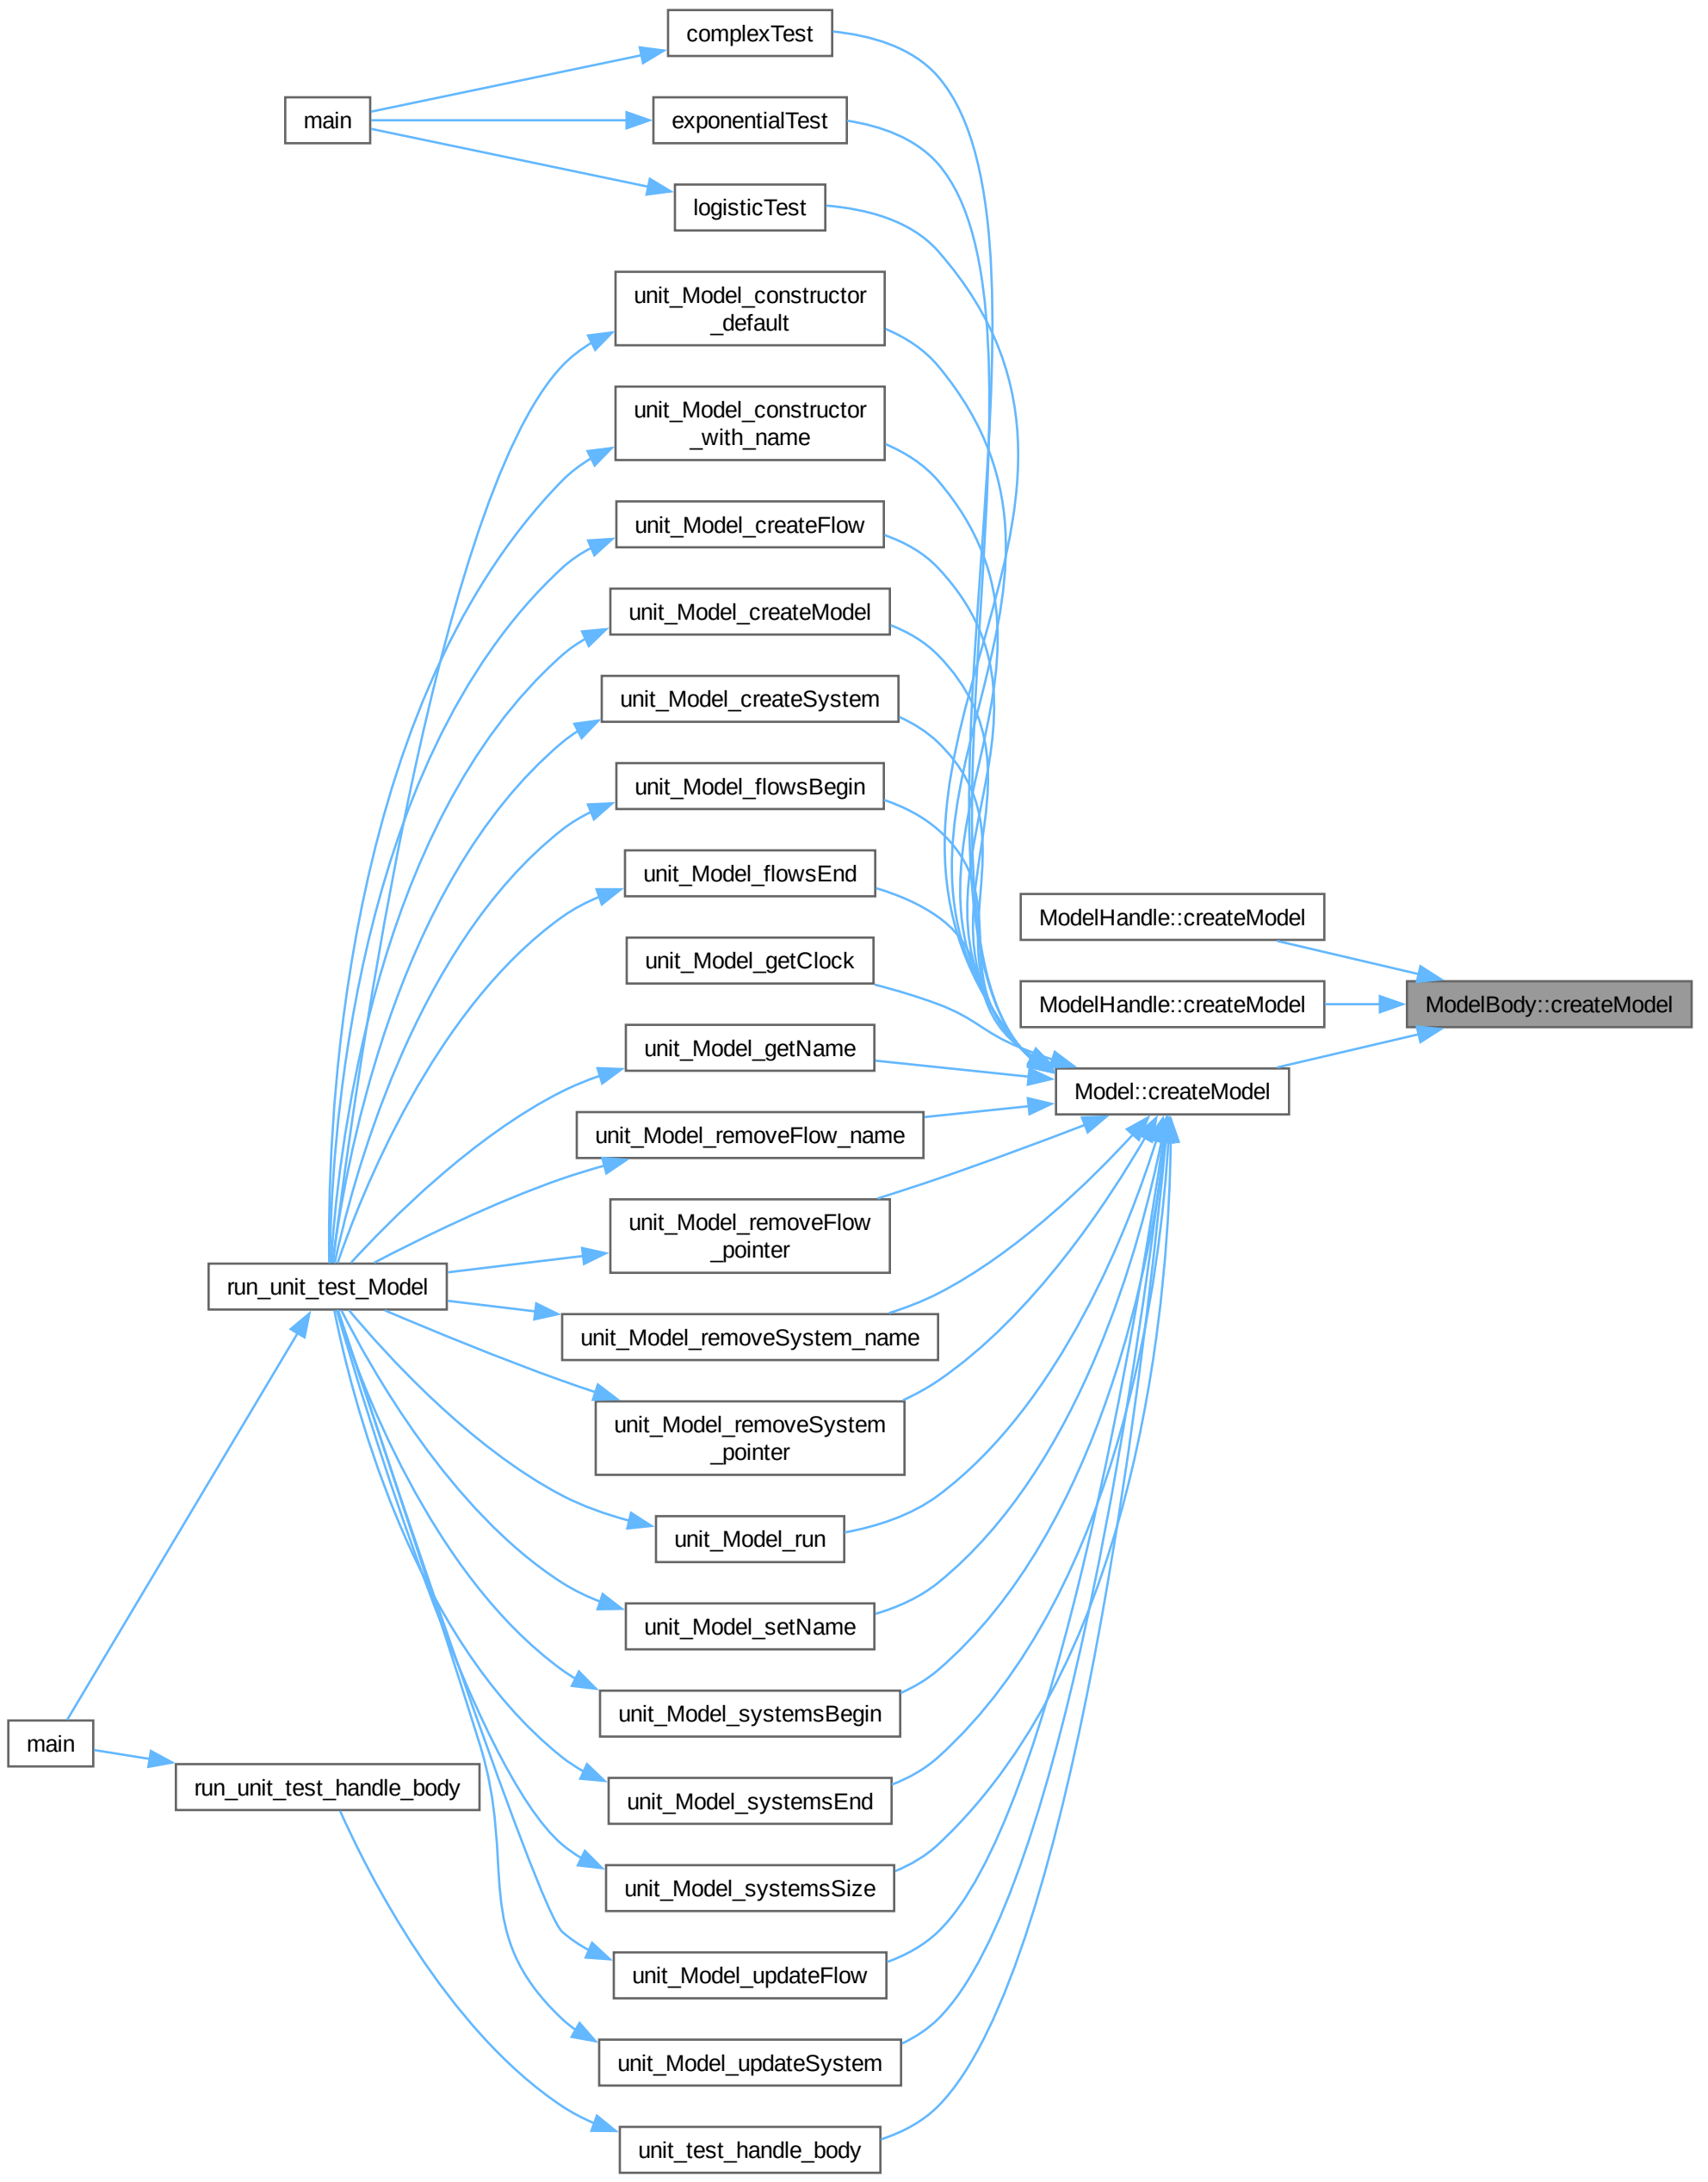 complexTest
main
exponentialTest
logisticTest
unit_Model_constructor
_default
unit_Model_constructor
_with_name
unit_Model_createFlow
unit_Model_createModel
unit_Model_createSystem
unit_Model_flowsBegin
unit_Model_flowsEnd
ModelHandle::createModel
unit_Model_getClock
ModelHandle::createModel
ModelBody::createModel
unit_Model_getName
Model::createModel
unit_Model_removeFlow_name
unit_Model_removeFlow
_pointer
run_unit_test_Model
unit_Model_removeSystem_name
unit_Model_removeSystem
_pointer
unit_Model_run
unit_Model_setName
unit_Model_systemsBegin
main
run_unit_test_handle_body
unit_Model_systemsEnd
unit_Model_systemsSize
unit_Model_updateFlow
unit_Model_updateSystem
unit_test_handle_body